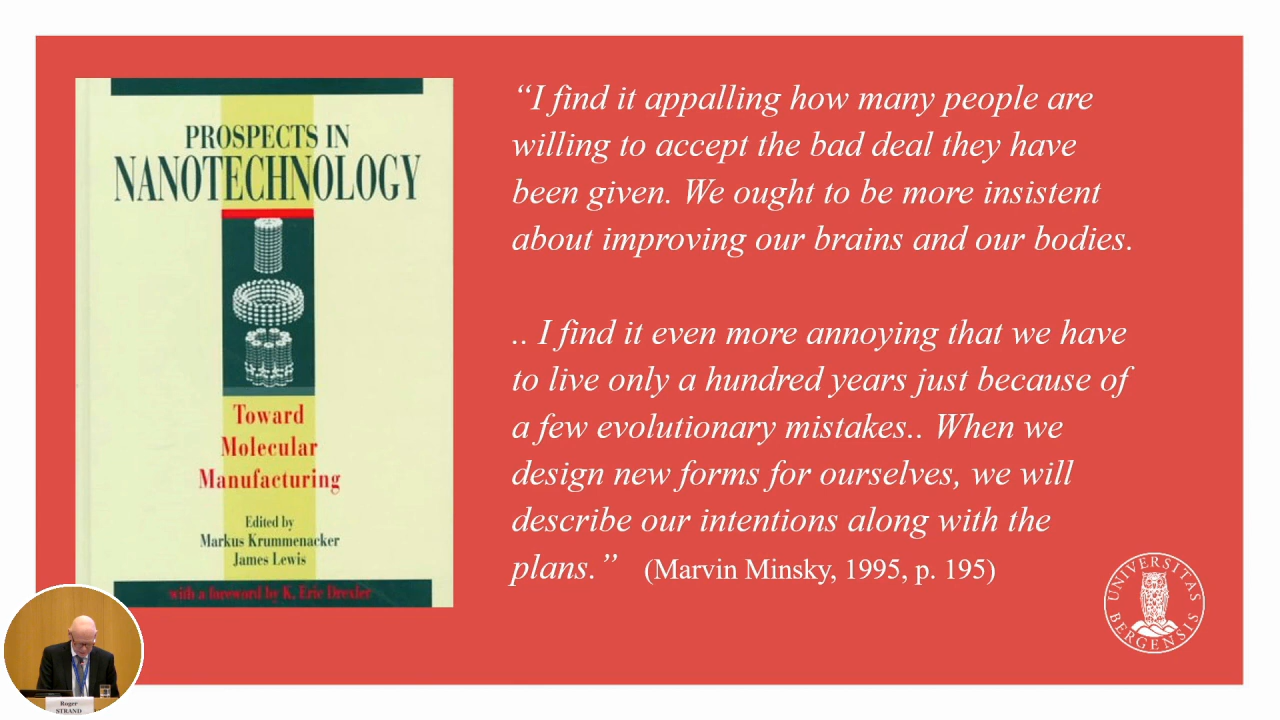 PROSPECTS IN
NANOTECHNOLOGY
Toward
Molecular
Manufacturing
Edited by
Markus Krummenacker
James Lewis
with a foreword by K. Eric Drexler
“I find it appalling how many people are
willing to accept the bad deal they have
been given. We ought to be more insistent
about improving our brains and our bodies.
.. I find it even more annoying that we have
to live only a hundred years just because of
a few evolutionary mistakes.. When we
design new forms for ourselves, we will
describe our intentions along with the
plans.” (Marvin Minsky, 1995, p. 195)
UNIVERSITAS
BERGENSIS
Roger
STRAND